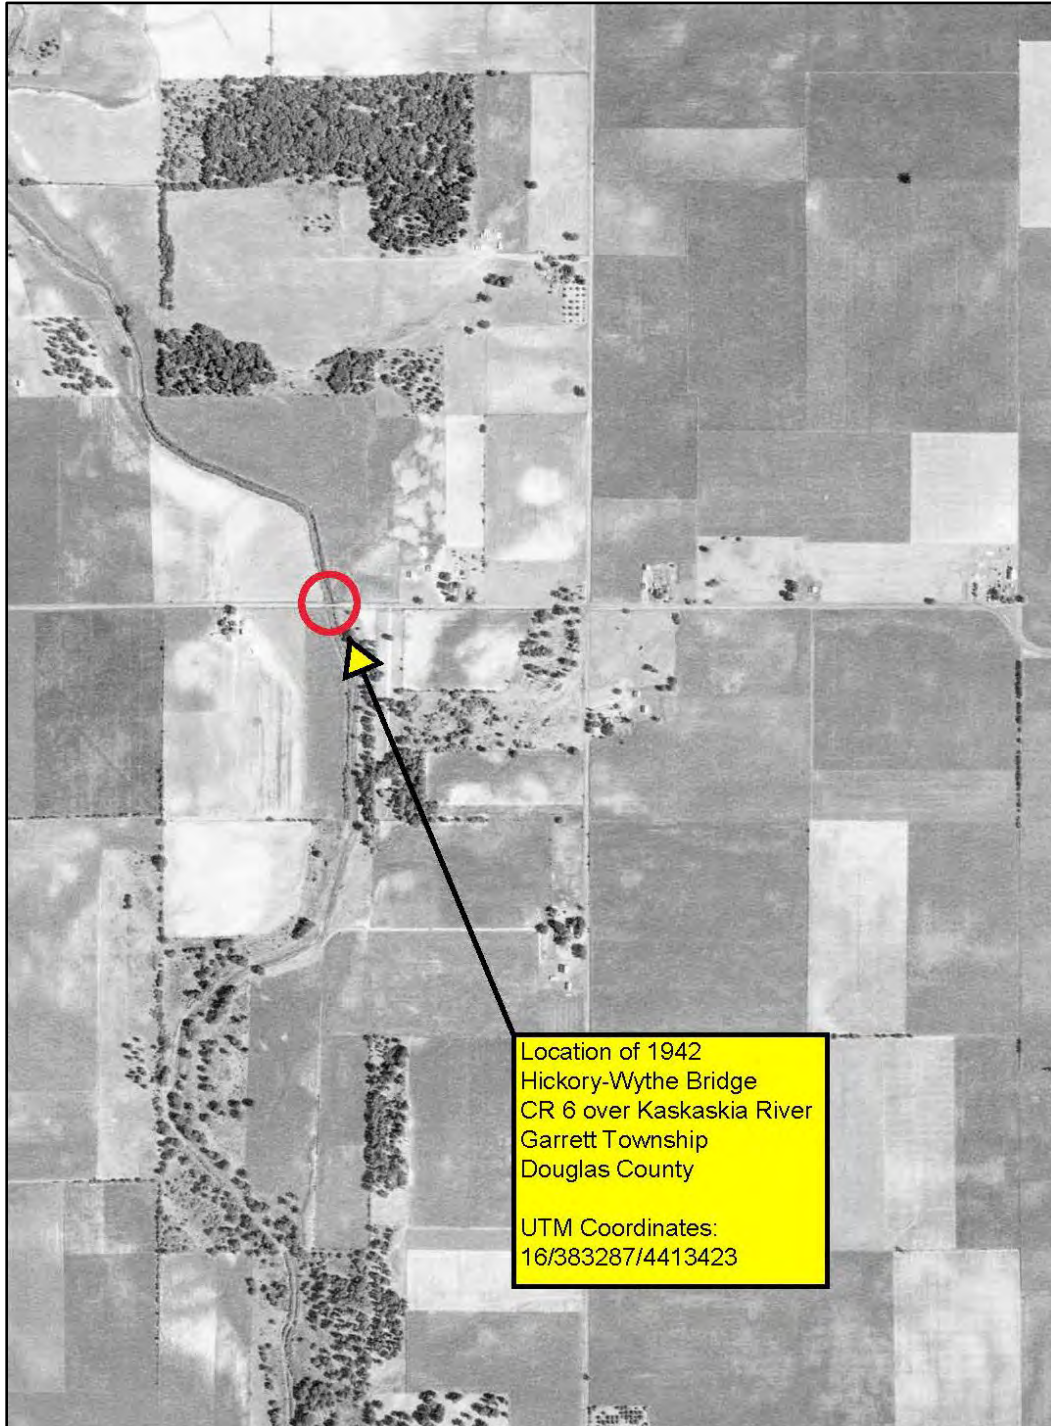 Location of 1942
Hickory-Wythe Bridge
CR 6 over Kaskaskia River
Garrett Township
Douglas County
UTM Coordinates:
16/383287/4413423